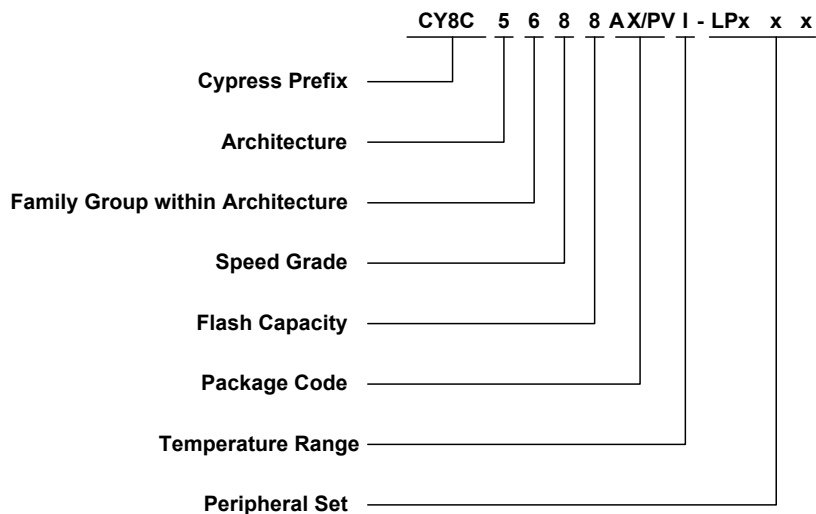 CY8C 5 6 8 8 AX/PV I - LPx x x
Cypress Prefix
Architecture
Family Group within Architecture
Speed Grade
Flash Capacity
Package Code
Temperature Range
Peripheral Set